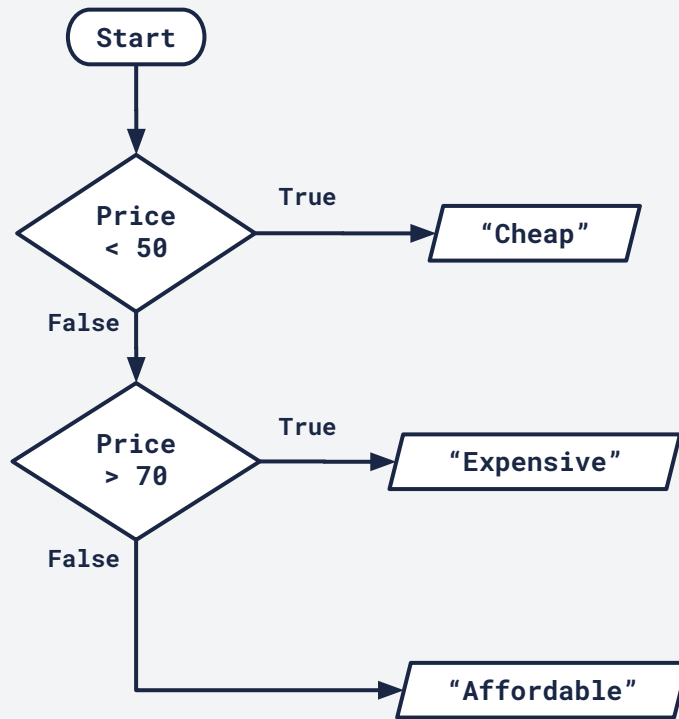 Start
Price
< 50
True
“Cheap”
False
Price
> 70
True
“Expensive”
False
“Affordable”